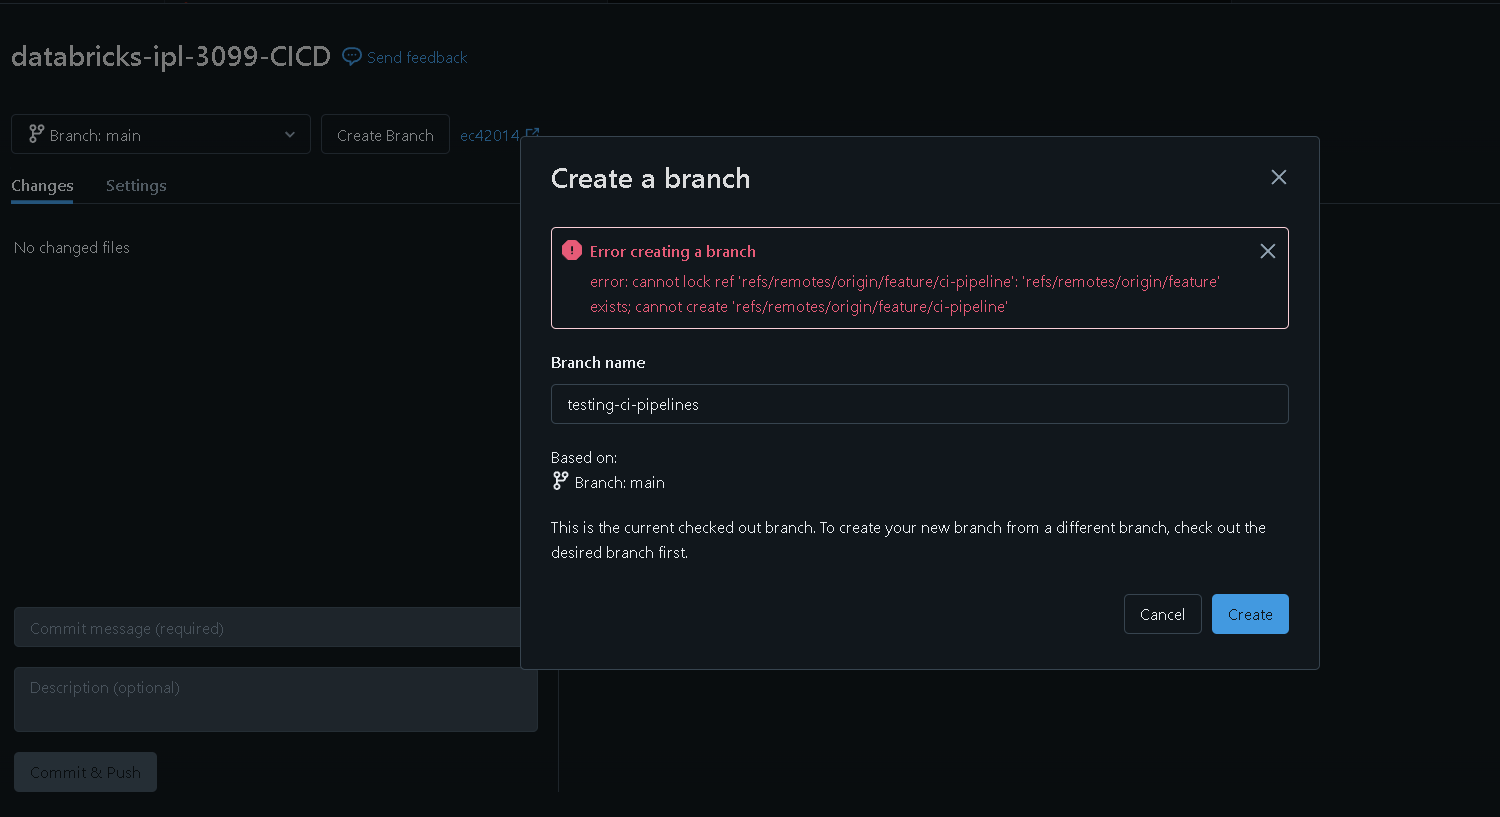 databricks-ipl-3099-CICD
Send feedback
Branch: main
Create Branch
ec42014
Changes
Settings
No changed files
Commit message (required)
Description (optional)
Commit & Push
Create a branch
Error creating a branch
error: cannot lock ref 'refs/remotes/origin/feature/ci-pipeline': 'refs/remotes/origin/feature'
exists; cannot create 'refs/remotes/origin/feature/ci-pipeline'
Branch name
testing-ci-pipelines
Based on:
Branch: main
This is the current checked out branch. To create your new branch from a different branch, check out the
desired branch first.
Cancel
Create